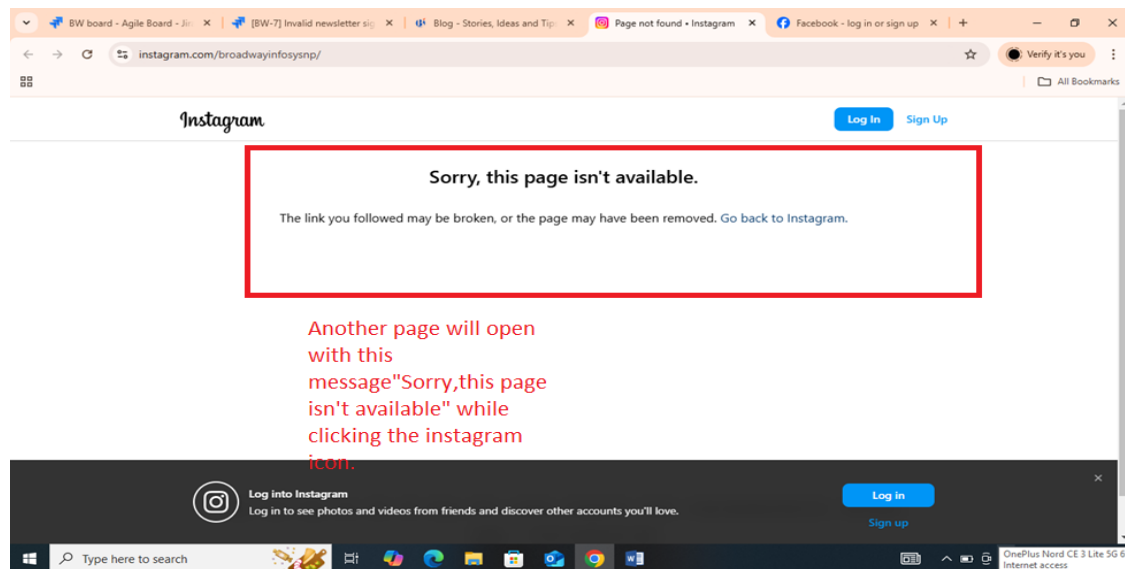 BW board - Agile Board - Ji
[BW-7] Invalid newsletter sig
Blog - Stories, Ideas and Tip
Page not found • Instagram
Facebook - log in or sign up
instagram.com/broadwayinfosysnp/
Verify it's you
All Bookmarks
Instagram
Log In
Sign Up
Sorry, this page isn't available.
The link you followed may be broken, or the page may have been removed. Go back to Instagram.
Another page will open
with this
message"Sorry,this page
isn't available" while
clicking the instagram
icon.
Log into Instagram
Log in to see photos and videos from friends and discover other accounts you'll love.
Log in
Sign up
Type here to search
OnePlus Nord CE 3 Lite 5G 6
Internet access